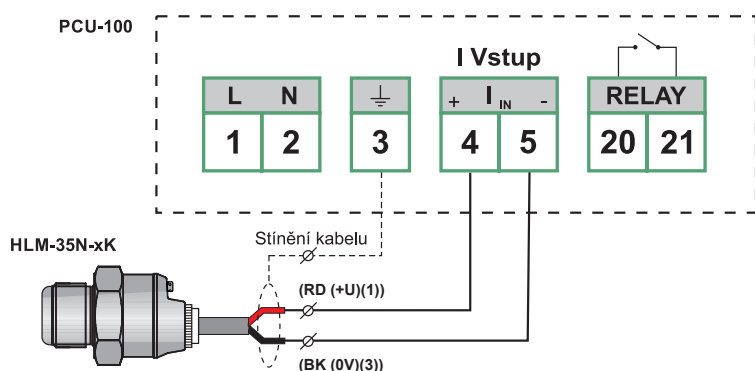 PCU-100
I Vstup
L N
+ I IN -
RELAY
1 2 3 4 5 20 21
Stínění kabelu
HLM-35N-xK
(RD (+U)(1))
(BK (0V)(3))